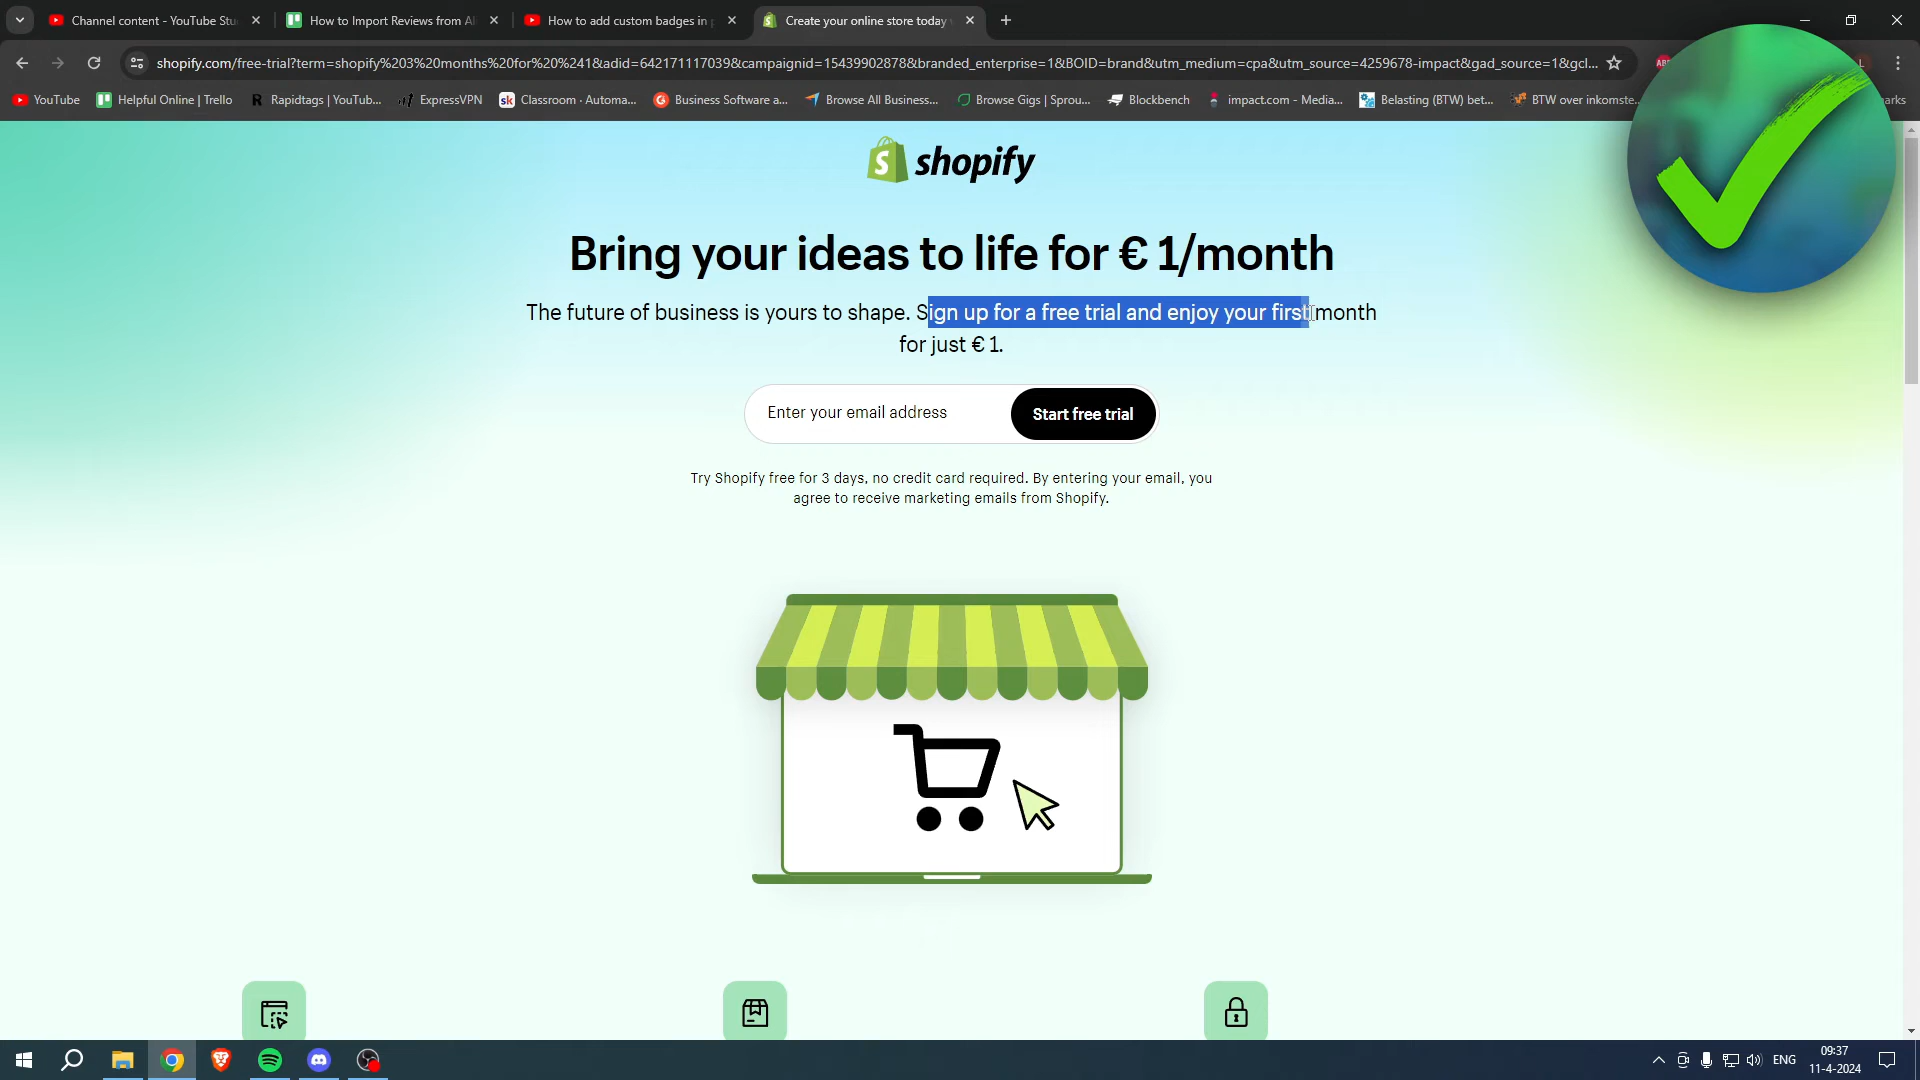 Channel content - YouTube Stu
How to Import Reviews from Al
How to add custom badges in
Create your online store today
shopify.com/free-trial?term=shopify%203%20months%20for%20%241&adid=642171117039&campaignid=15439902878&branded_enterprise=1&BOID=brand&utm_medium=cpa&utm_source=4259678-impact&gad_source=1&gcl...
YouTube
Helpful Online | Trello
Rapidtags | YouTub...
ExpressVPN
Classroom · Automa...
Business Software a...
Browse All Business...
Browse Gigs | Sprou...
Blockbench
impact.com - Media...
Belasting (BTW) bet...
BTW over inkomste...
arks
shopify
Bring your ideas to life for € 1/month
The future of business is yours to shape. Sign up for a free trial and enjoy your first month
for just € 1.
Enter your email address
Start free trial
Try Shopify free for 3 days, no credit card required. By entering your email, you
agree to receive marketing emails from Shopify.
ENG
09:37
11-4-2024